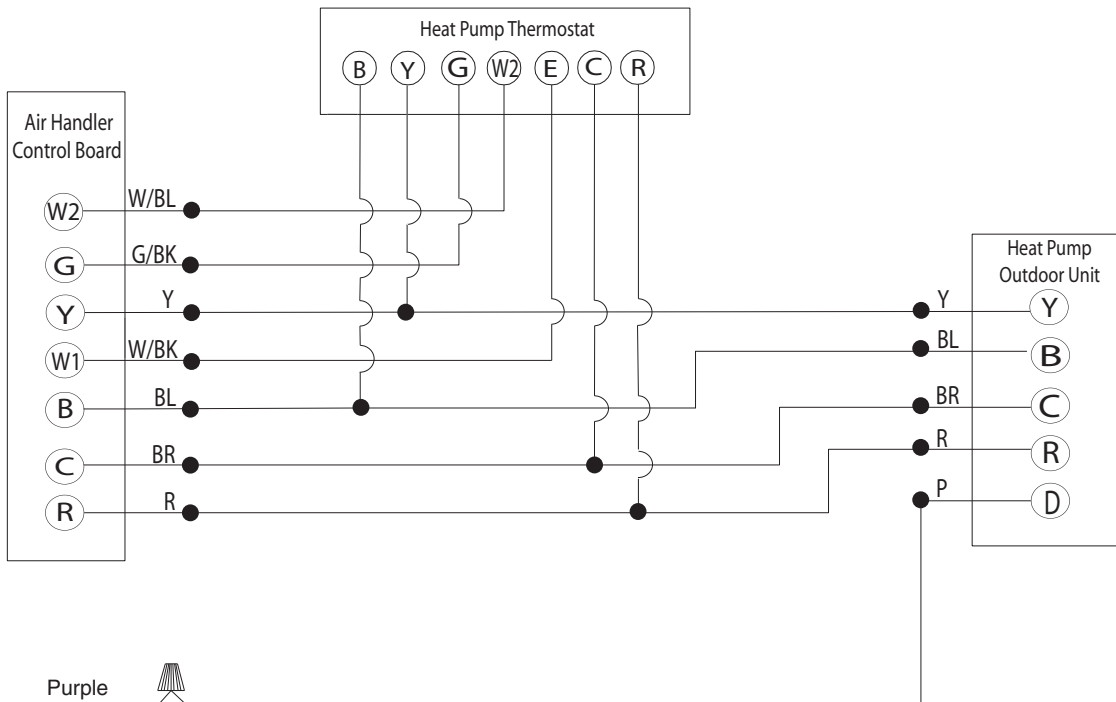 Heat Pump Thermostat
B Y G W2 E C R
Air Handler
Control Board
W2 W/BL
G G/BK
Y Y
W1 W/BK
B BL
C BR
R R
Heat Pump
Outdoor Unit
Y Y
BL B
BR C
R R
P D
Purple